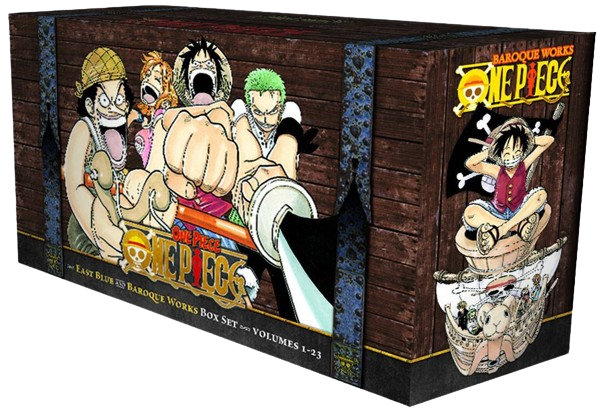 ONE PIECE
ONE PIECE
EAST BLUE AND BAROQUE WORKS BOX SET VOLUMES 1-23
BAROQUE WORKS
ONE PIECE